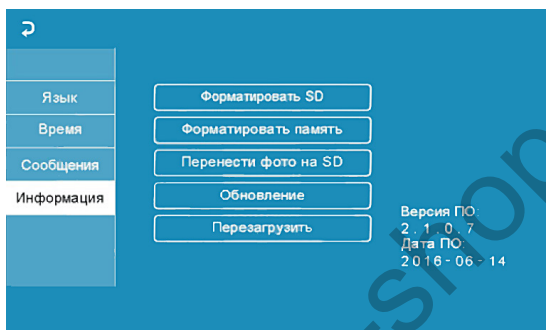 Язык
Время
Сообщения
Информация
Форматировать SD
Форматировать память
Перенести фото на SD
Обновление
Перезагрузить
Версия ПО:
2.1.0.7
Дата ПО:
2016-06-14